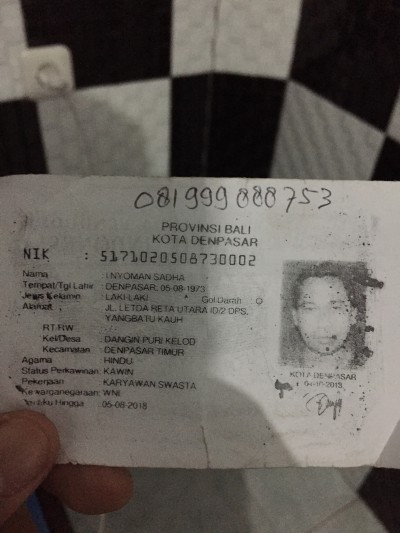 081999888753
PROVINSI BALI
KOTA DENPASAR
NIK : 5171020508730002
Nama : I NYOMAN SADHA
Tempat/Tgl Lahir : DENPASAR, 05-08-1973
Jenis Kelamin : LAKI-LAKI Gol Darah : O
Alamat : JL. LETDA RETA UTARA ID/2 DPS,
YANGBATU KAUH
RT/RW
Kel/Desa : DANGIN PURI KELOD
Kecamatan : DENPASAR TIMUR
Agama : HINDU
Status Perkawinan: KAWIN
Pekerjaan : KARYAWAN SWASTA
Kewarganegaraan: WNI
Berlaku Hingga : 05-08-2018
KOTA DENPASAR